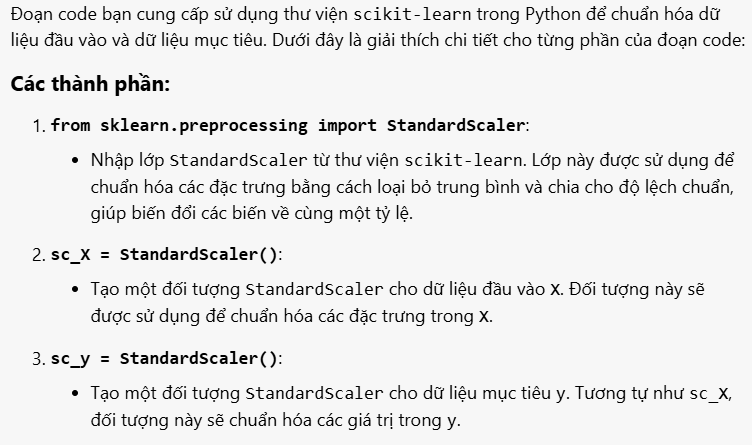 Đoạn code bạn cung cấp sử dụng thư viện scikit-learn trong Python để chuẩn hóa dữ
liệu đầu vào và dữ liệu mục tiêu. Dưới đây là giải thích chi tiết cho từng phần của đoạn code:
Các thành phần:
1. from sklearn.preprocessing import StandardScaler:
• Nhập lớp StandardScaler từ thư viện scikit-learn. Lớp này được sử dụng để
chuẩn hóa các đặc trưng bằng cách loại bỏ trung bình và chia cho độ lệch chuẩn,
giúp biến đổi các biến về cùng một tỷ lệ.
2. sc_X = StandardScaler():
• Tạo một đối tượng StandardScaler cho dữ liệu đầu vào X. Đối tượng này sẽ
được sử dụng để chuẩn hóa các đặc trưng trong X.
3. sc_y = StandardScaler():
• Tạo một đối tượng StandardScaler cho dữ liệu mục tiêu y. Tương tự như sc_X,
đối tượng này sẽ chuẩn hóa các giá trị trong y.